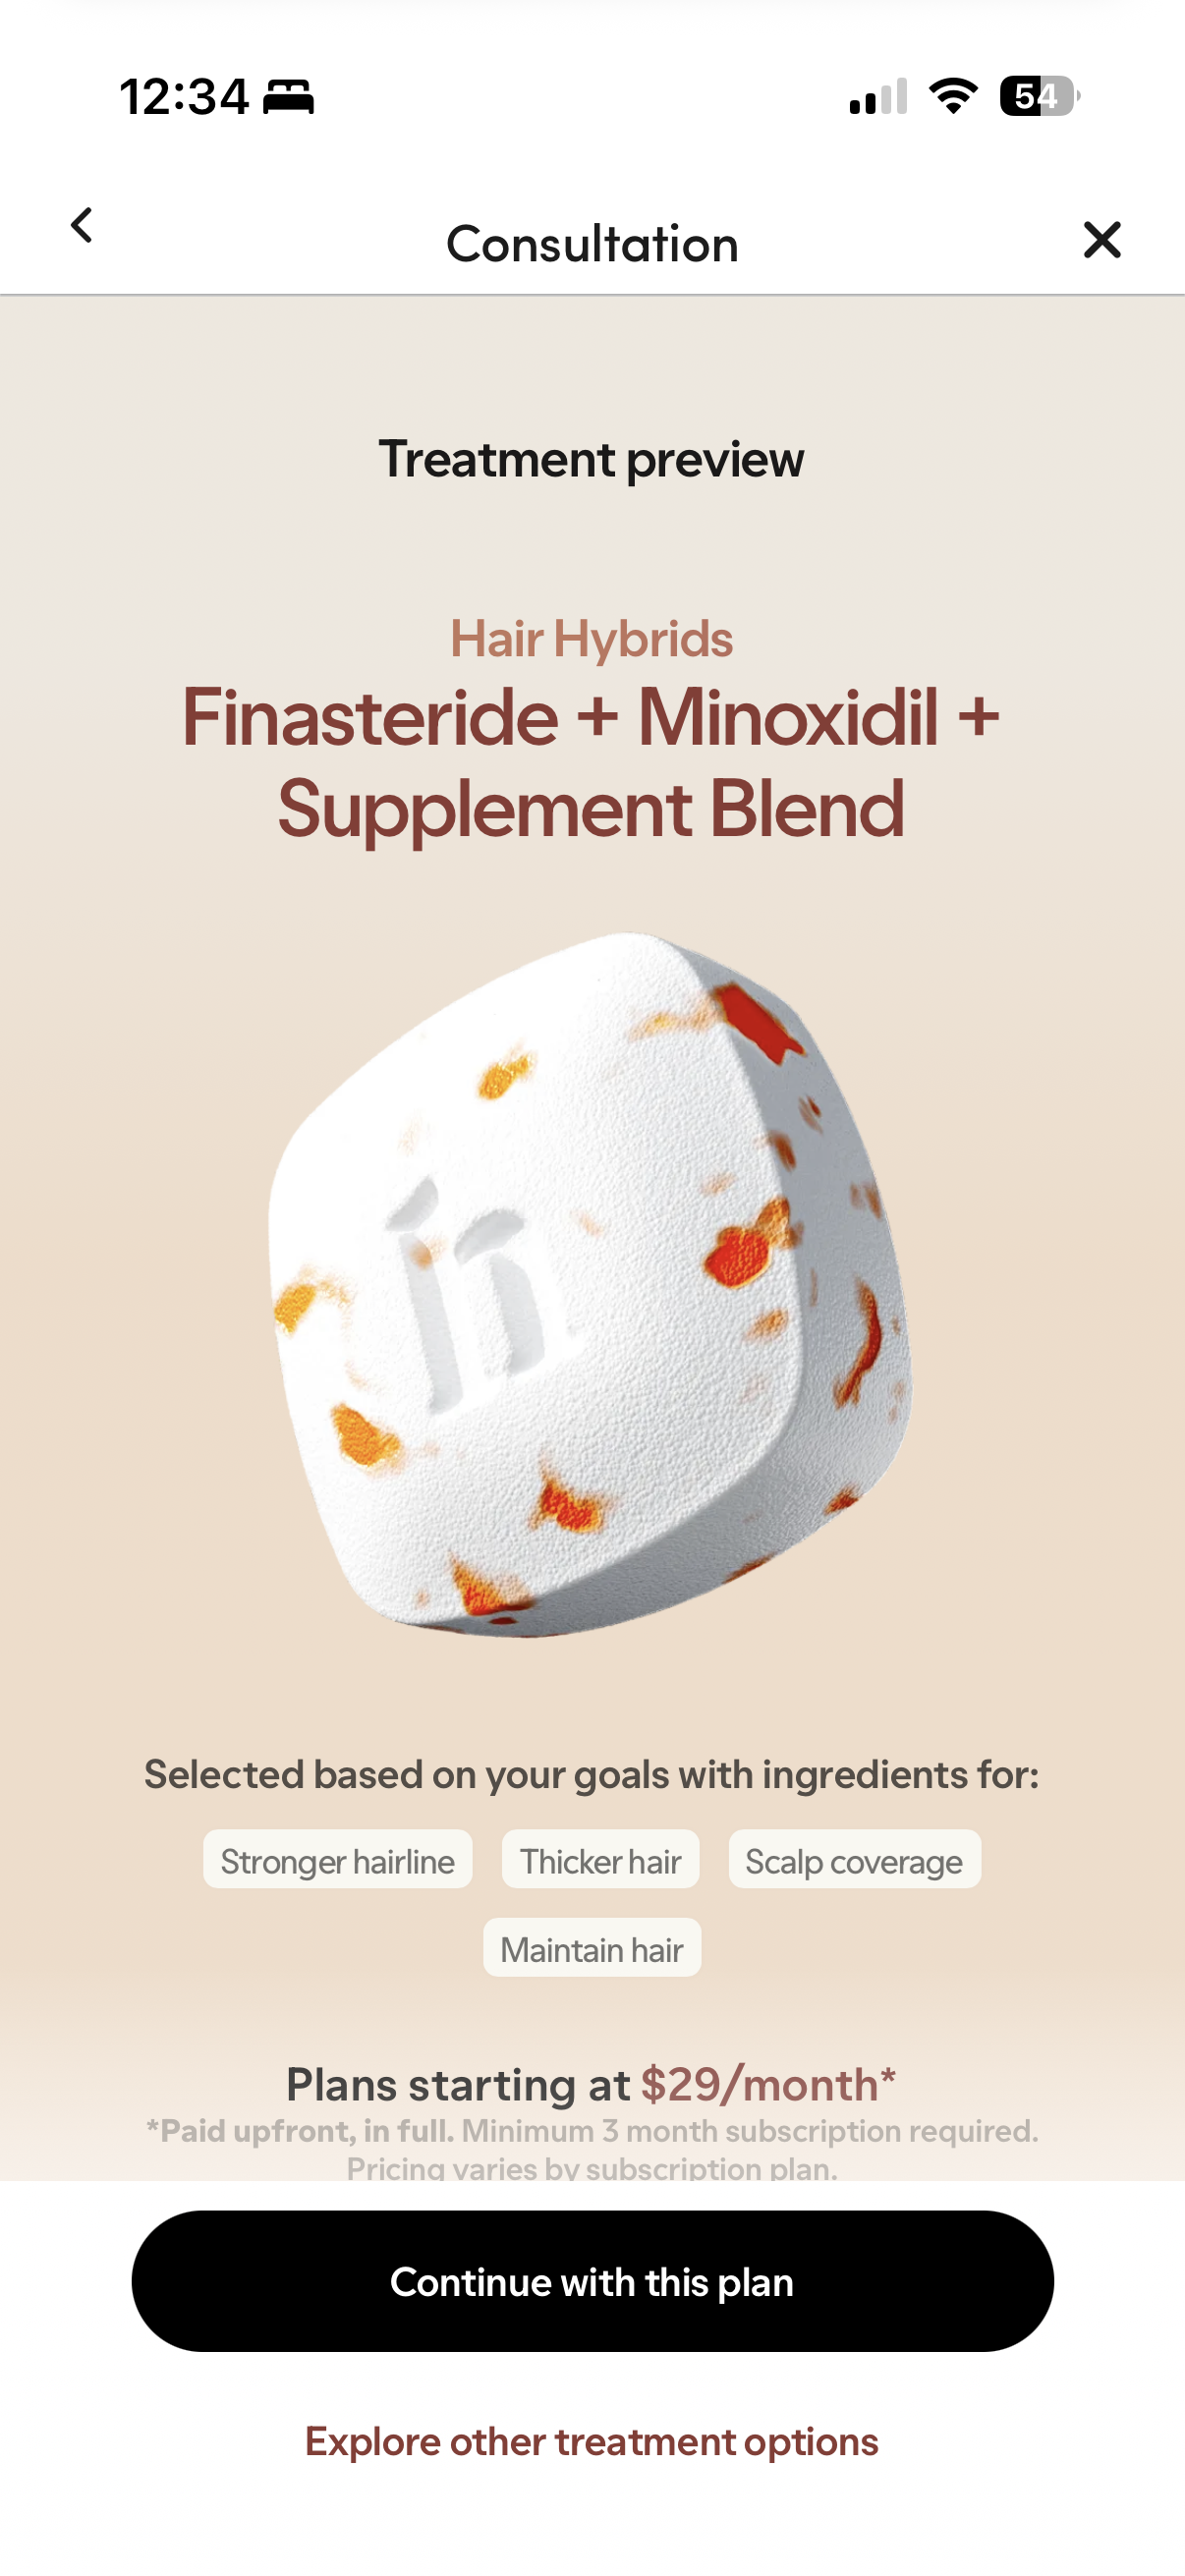 12:34
54
Consultation
Treatment preview
Hair Hybrids
Finasteride + Minoxidil +
Supplement Blend
h
Selected based on your goals with ingredients for:
Stronger hairline Thicker hair Scalp coverage
Maintain hair
Plans starting at $29/month*
*Paid upfront, in full. Minimum 3 month subscription required.
Pricing varies by subscription plan.
Continue with this plan
Explore other treatment options